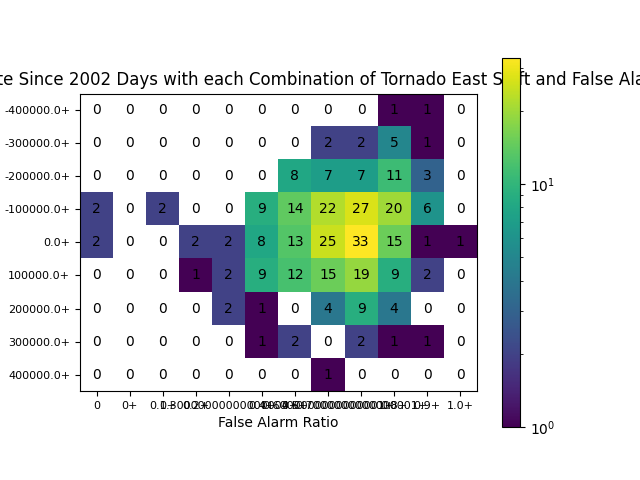 te Since 2002 Days with each Combination of Tornado East S ft and False Ala
-400000.0+ 0 0 0 0 0 0 0 0 0 1 1 0
-300000.0+ 0 0 0 0 0 0 0 2 2 5 1 0
-200000.0+ 0 0 0 0 0 0 8 7 7 11 3 0
-100000.0+ 2 0 2 0 0 9 14 22 27 20 6 0
0.0+ 2 0 0 2 2 8 13 25 33 15 1 1
100000.0+ 0 0 0 1 2 9 12 15 19 9 2 0
200000.0+ 0 0 0 0 2 1 0 4 9 4 0 0
300000.0+ 0 0 0 0 0 1 2 0 2 1 1 0
400000.0+ 0 0 0 0 0 0 0 1 0 0 0 0
0 0+ 1.0+
False Alarm Ratio
10^1
10^0